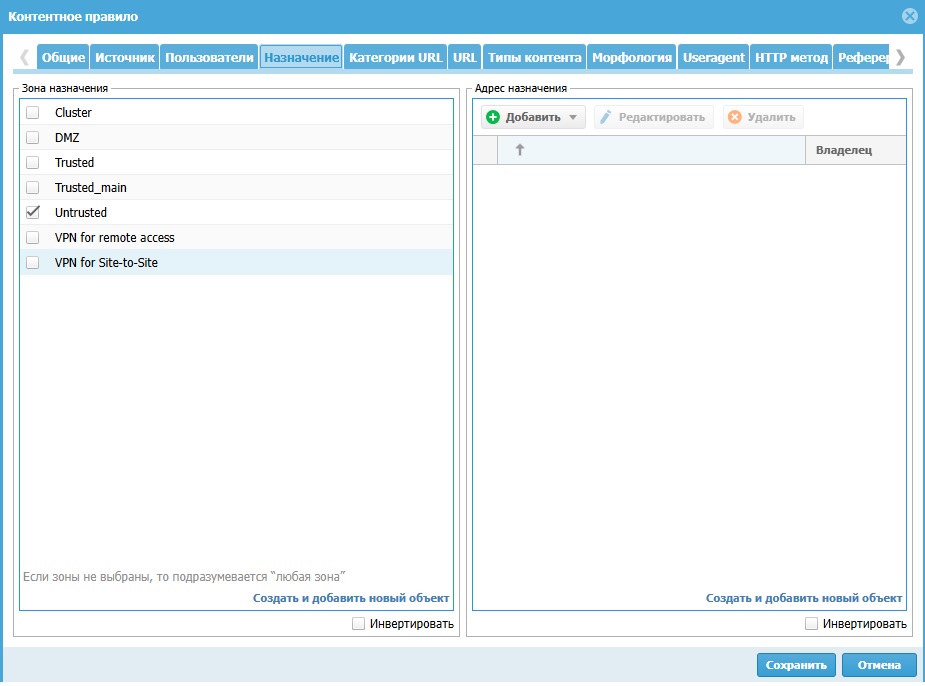 Контентное правило
Общие Источник Пользователи Назначение Категории URL URL Типы контента Морфология Useragent HTTP метод Реферер
Зона назначения
Cluster
DMZ
Trusted
Trusted_main
Untrusted
VPN for remote access
VPN for Site-to-Site
Если зоны не выбраны, то подразумевается “любая зона”
Создать и добавить новый объект
Инвертировать
Адрес назначения
Добавить Редактировать Удалить
Владелец
Создать и добавить новый объект
Инвертировать
Сохранить Отмена